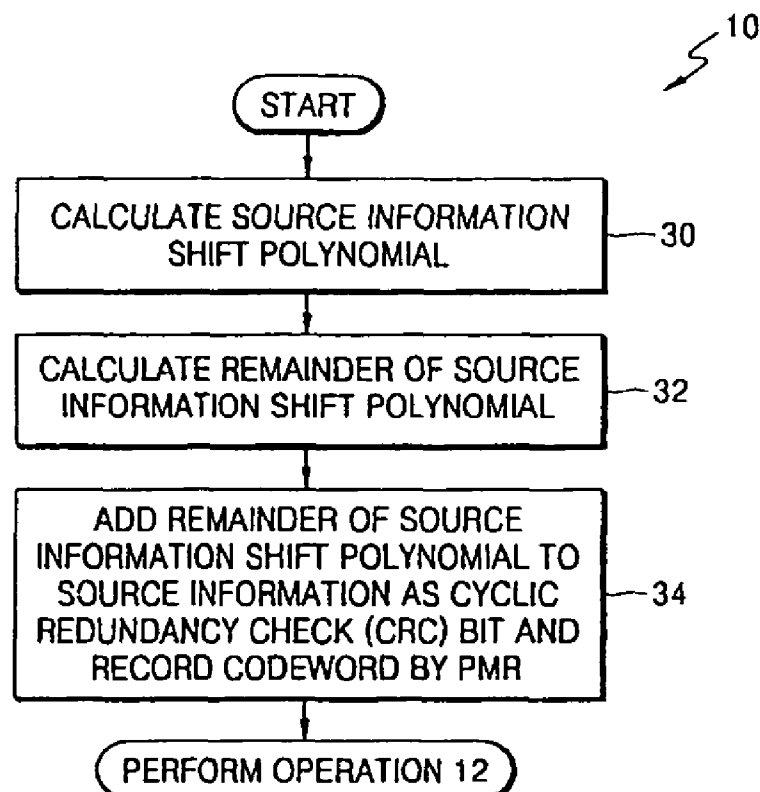 10
START
CALCULATE SOURCE INFORMATION
SHIFT POLYNOMIAL
30
CALCULATE REMAINDER OF SOURCE
INFORMATION SHIFT POLYNOMIAL
32
ADD REMAINDER OF SOURCE
INFORMATION SHIFT POLYNOMIAL TO
SOURCE INFORMATION AS CYCLIC
REDUNDANCY CHECK (CRC) BIT AND
RECORD CODEWORD BY PMR
34
PERFORM OPERATION 12